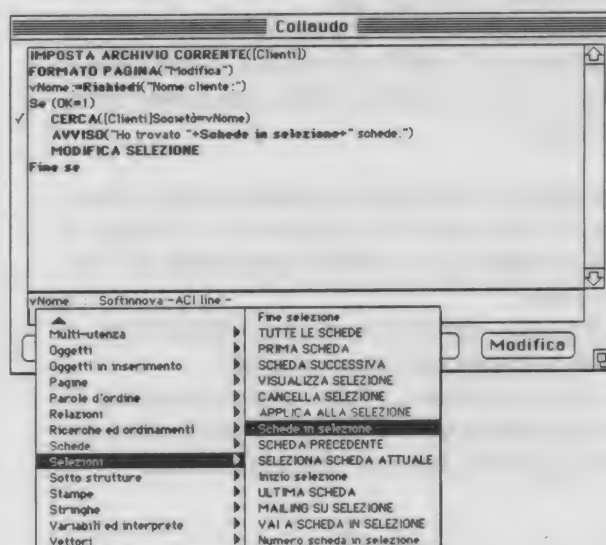 Collaudo
IMPOSTA ARCHIVIO CORRENTE([Clienti])
FORMATO PAGINA("Modifica")
vNome:=Richiedi("Nome cliente:")
Se (OK=1)
CERCA([Clienti]Società=vNome)
AVVISO("Ho trovato "+Schede in selezione+" schede.")
MODIFICA SELEZIONE
Fine se
vNome : Softinnova -ACI line -
Modifica
Multi-utenza
Oggetti
Oggetti in inserimento
Pagine
Parole d'ordine
Relazioni
Ricerche ed ordinamenti
Schede
Selezioni
Sotto strutture
Stampe
Stringhe
Variabili ed interprete
Vettori
Fine selezione
TUTTE LE SCHEDE
PRIMA SCHEDA
SCHEDA SUCCESSIVA
VISUALIZZA SELEZIONE
CANCELLA SELEZIONE
APPLICA ALLA SELEZIONE
Schede in selezione
SCHEDA PRECEDENTE
SELEZIONA SCHEDA ATTUALE
Inizio selezione
ULTIMA SCHEDA
MAILING SU SELEZIONE
VAI A SCHEDA IN SELEZIONE
Numero scheda in selezione